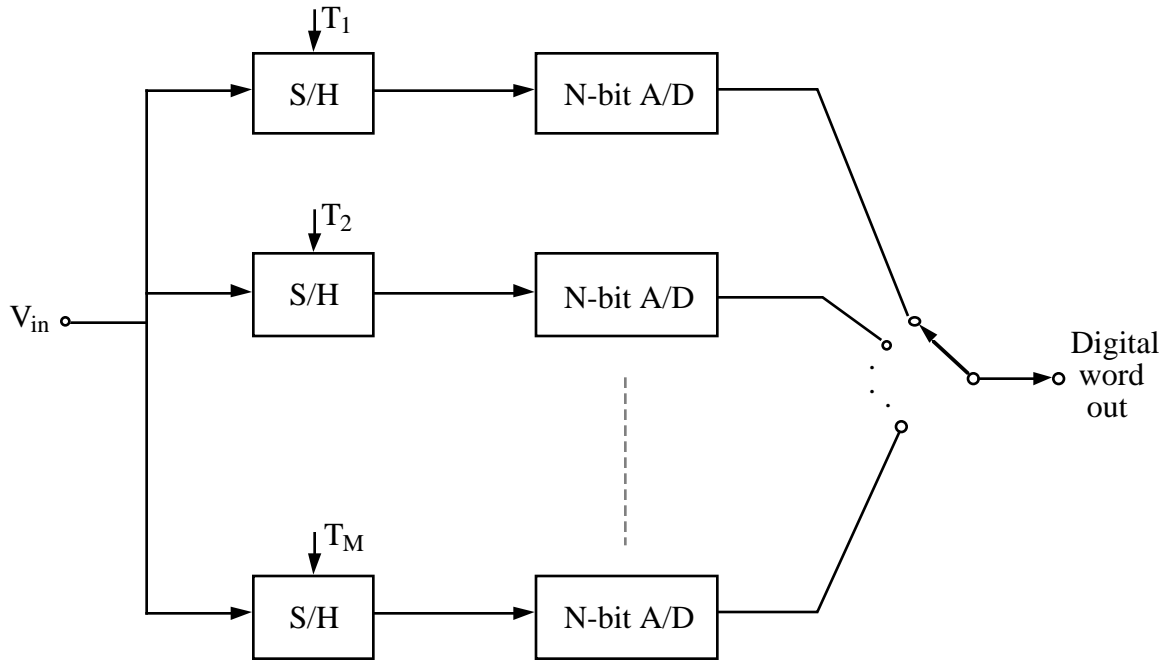 T1
S/H
N-bit A/D
T2
S/H
N-bit A/D
Vin
Digital
word
out
TM
S/H
N-bit A/D